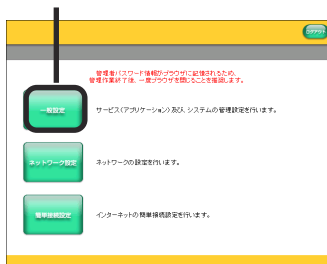 ログアウト
管理者パスワード情報がブラウザに記憶されるため、
管理作業終了後、一度ブラウザを閉じることを推奨します。
一般設定
サービス(アプリケーション)及び、システムの管理設定を行います。
ネットワーク設定
ネットワークの設定を行います。
簡単接続設定
インターネットの簡単接続設定を行います。